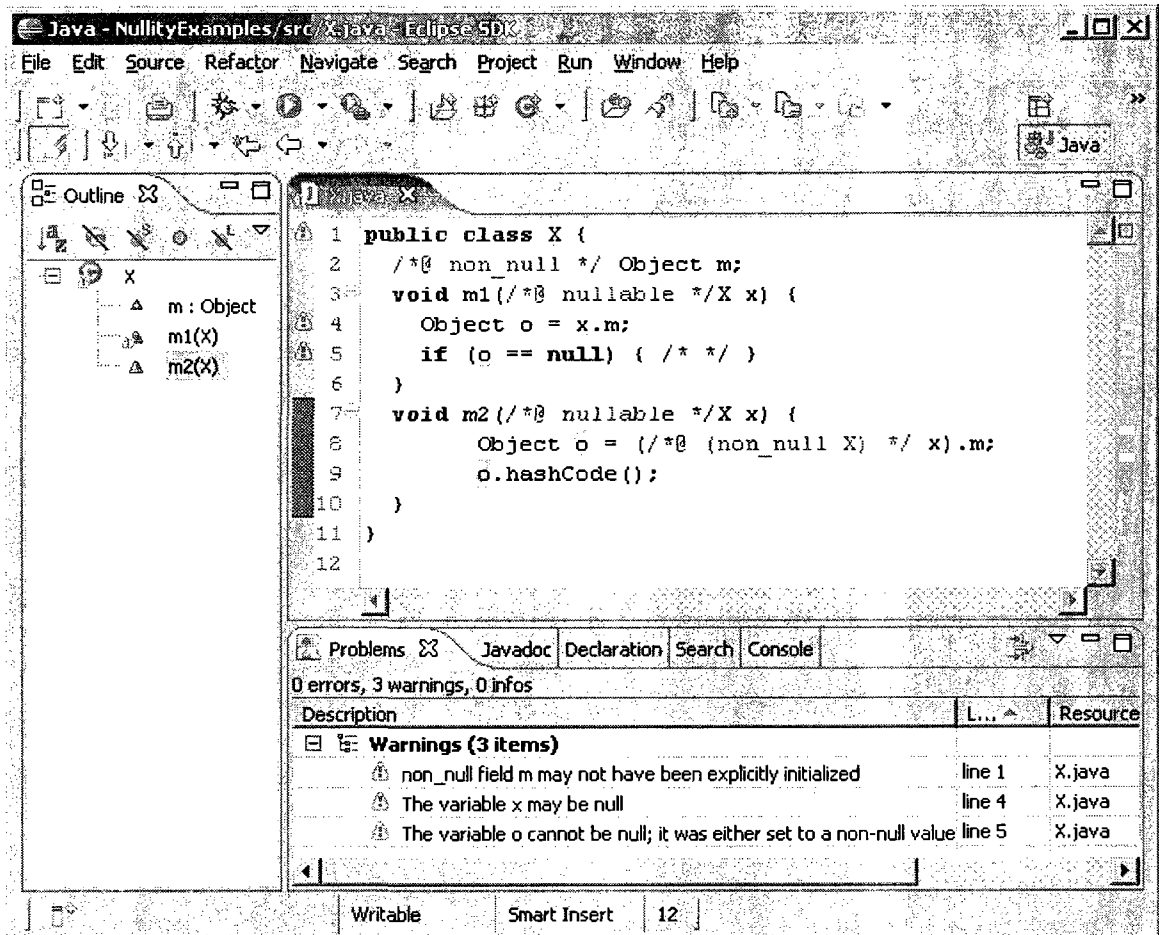 Java - NullityExamples/src/X.java - Eclipse SDK
File Edit Source Refactor Navigate Search Project Run Window Help
Java
Outline
X.java
X
m : Object
m1(X)
m2(X)
1 public class X {
2 /*@ non_null */ Object m;
3 void m1(/*@ nullable */X x) {
4 Object o = x.m;
5 if (o == null) { /* */ }
6 }
7 void m2(/*@ nullable */X x) {
8 Object o = (/*@ (non_null X) */ x).m;
9 o.hashCode();
10 }
11 }
12
Problems Javadoc Declaration Search Console
0 errors, 3 warnings, 0 infos
Description L... Resource
Warnings (3 items)
non_null field m may not have been explicitly initialized line 1 X.java
The variable x may be null line 4 X.java
The variable o cannot be null; it was either set to a non-null value line 5 X.java
Writable Smart Insert 12